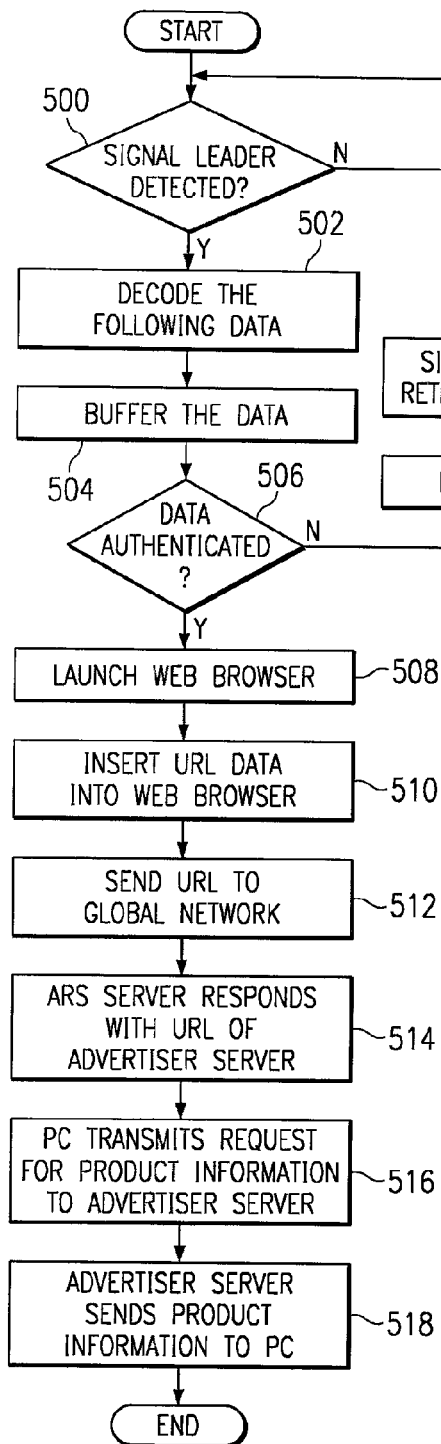 START
500
SIGNAL LEADER
DETECTED?
N
Y
502
DECODE THE
FOLLOWING DATA
BUFFER THE DATA
504
506
DATA
AUTHENTICATED
?
N
Y
LAUNCH WEB BROWSER
508
INSERT URL DATA
INTO WEB BROWSER
510
SEND URL TO
GLOBAL NETWORK
512
ARS SERVER RESPONDS
WITH URL OF
ADVERTISER SERVER
514
PC TRANSMITS REQUEST
FOR PRODUCT INFORMATION
TO ADVERTISER SERVER
516
ADVERTISER SERVER
SENDS PRODUCT
INFORMATION TO PC
518
END